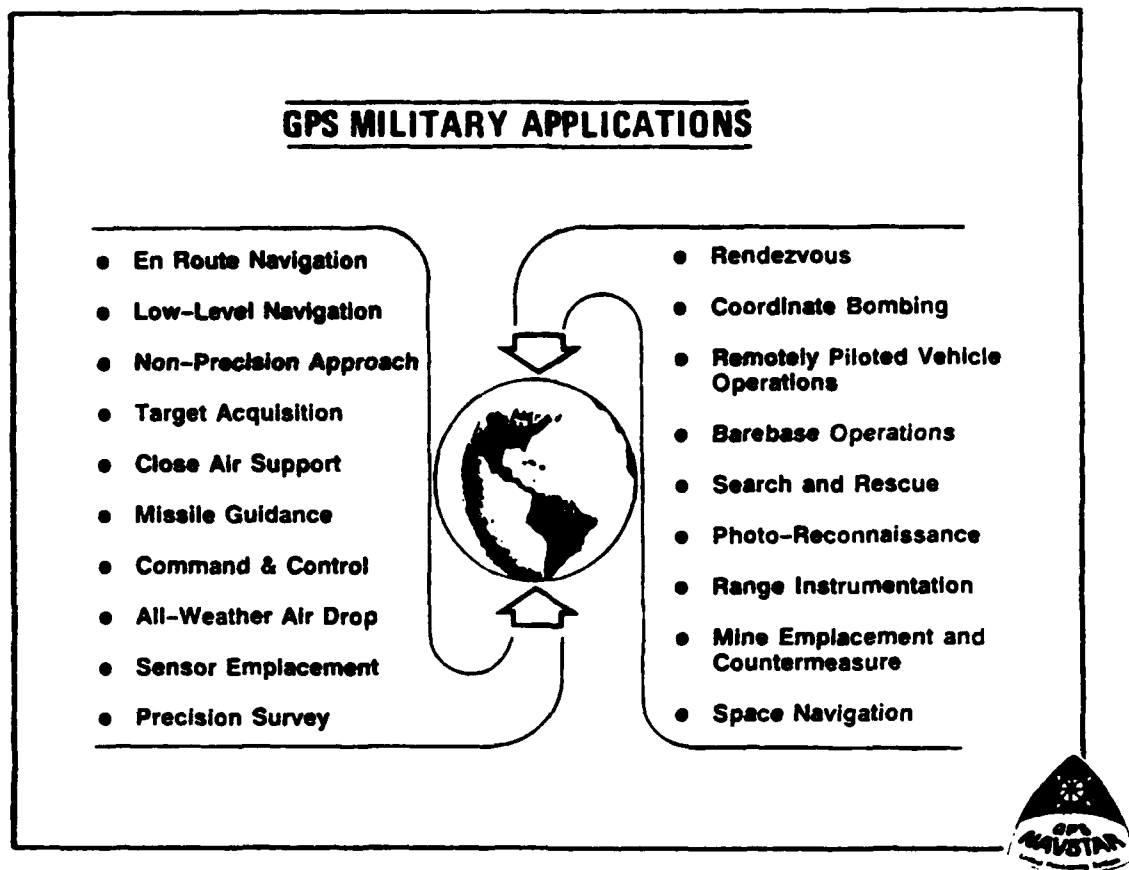 GPS MILITARY APPLICATIONS
● En Route Navigation
● Low-Level Navigation
● Non-Precision Approach
● Target Acquisition
● Close Air Support
● Missile Guidance
● Command & Control
● All-Weather Air Drop
● Sensor Emplacement
● Precision Survey
● Rendezvous
● Coordinate Bombing
● Remotely Piloted Vehicle
Operations
● Barebase Operations
● Search and Rescue
● Photo-Reconnaissance
● Range Instrumentation
● Mine Emplacement and
Countermeasure
● Space Navigation
GPS
NAVSTAR